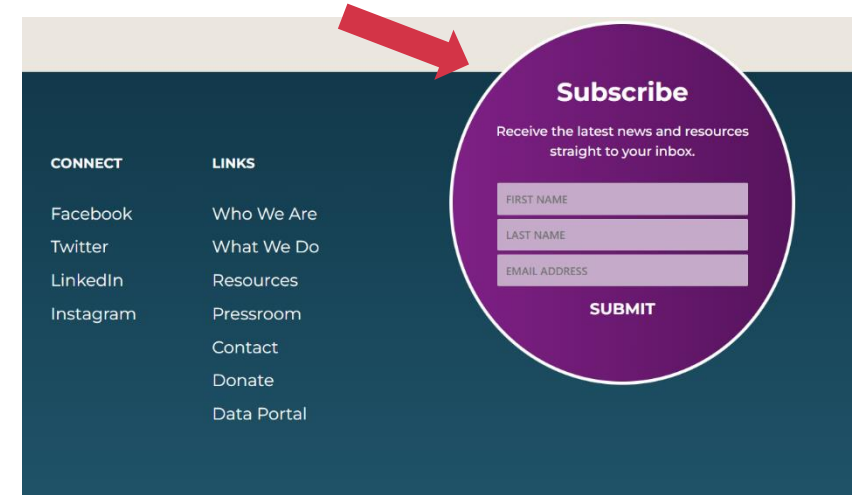 CONNECT
Facebook
Twitter
LinkedIn
Instagram
LINKS
Who We Are
What We Do
Resources
Pressroom
Contact
Donate
Data Portal
Subscribe
Receive the latest news and resources
straight to your inbox.
FIRST NAME
LAST NAME
EMAIL ADDRESS
SUBMIT